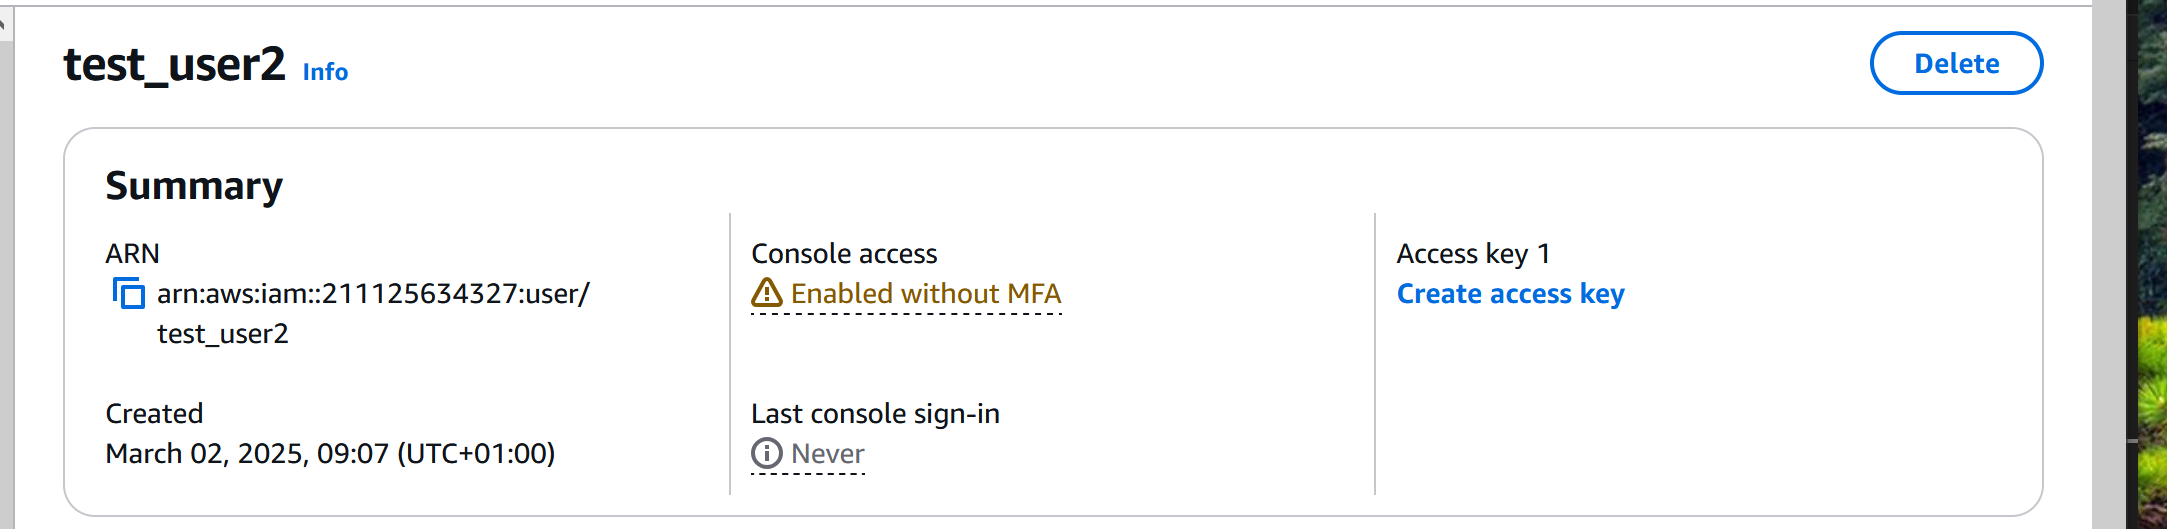 test_user2 Info
Delete
Summary
ARN
arn:aws:iam::211125634327:user/
test_user2
Created
March 02, 2025, 09:07 (UTC+01:00)
Console access
Enabled without MFA
Last console sign-in
Never
Access key 1
Create access key